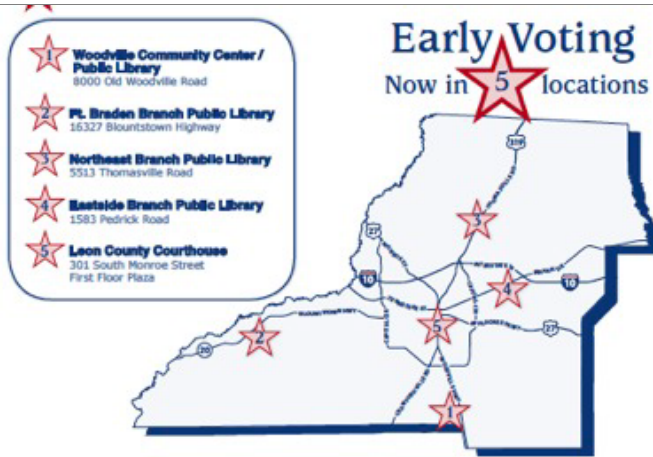 Early Voting
Now in 5 locations
1 Woodville Community Center /
Public Library
8000 Old Woodville Road
2 Ft. Braden Branch Public Library
16327 Blountstown Highway
3 Northeast Branch Public Library
5513 Thomasville Road
4 Eastside Branch Public Library
1583 Pedrick Road
5 Leon County Courthouse
301 South Monroe Street
First Floor Plaza
319
3
27
10
4
10
5
27
20
2
1